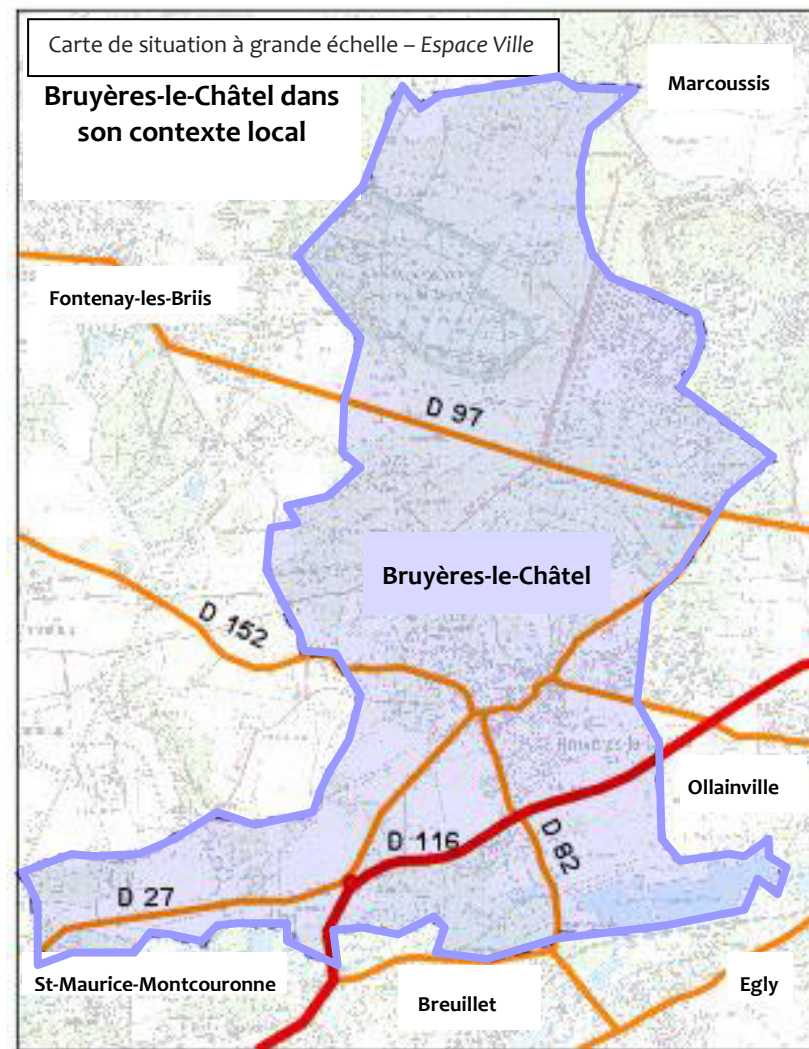 Carte de situation à grande échelle – Espace Ville
Bruyères-le-Châtel dans
son contexte local
Marcoussis
Fontenay-les-Briis
D 97
Bruyères-le-Châtel
D 152
Ollainville
D 116
D 82
D 27
St-Maurice-Montcouronne
Egly
Breuillet